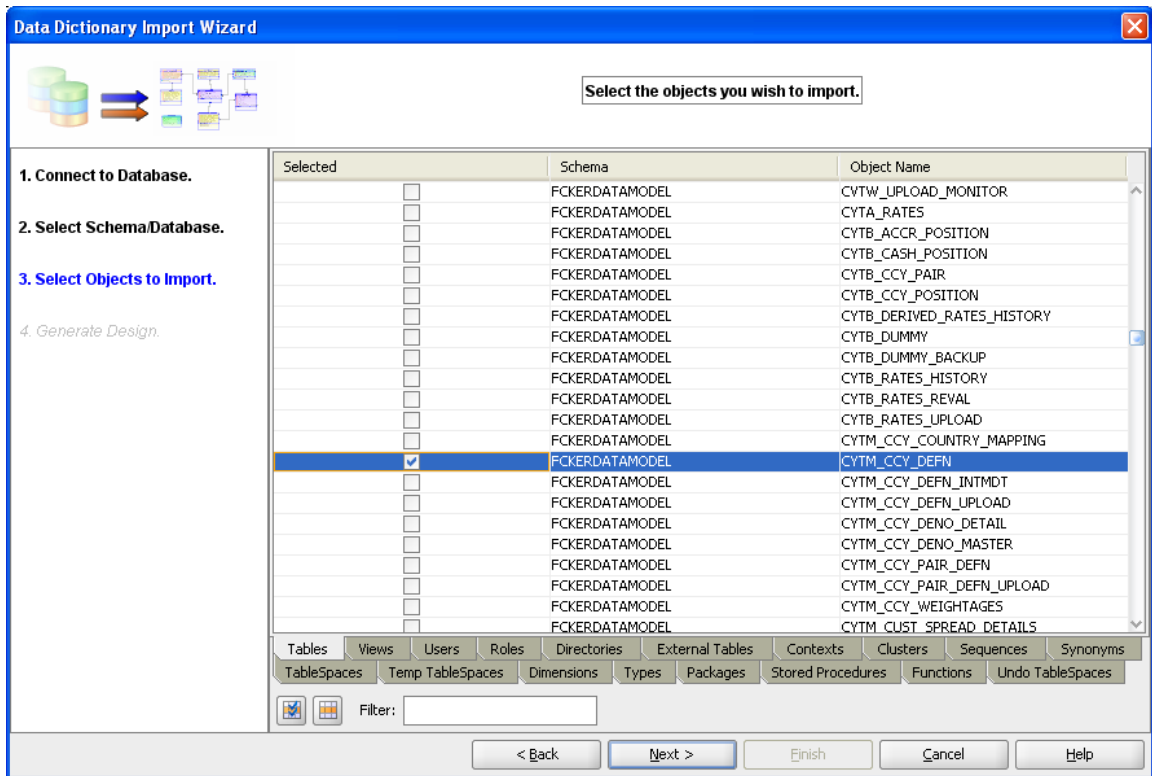 Data Dictionary Import Wizard
Select the objects you wish to import.
1. Connect to Database.
2. Select Schema/Database.
3. Select Objects to Import.
4. Generate Design.
Selected Schema Object Name
FCKERDATAMODEL CVTW_UPLOAD_MONITOR
FCKERDATAMODEL CYTA_RATES
FCKERDATAMODEL CYTB_ACCR_POSITION
FCKERDATAMODEL CYTB_CASH_POSITION
FCKERDATAMODEL CYTB_CCY_PAIR
FCKERDATAMODEL CYTB_CCY_POSITION
FCKERDATAMODEL CYTB_DERIVED_RATES_HISTORY
FCKERDATAMODEL CYTB_DUMMY
FCKERDATAMODEL CYTB_DUMMY_BACKUP
FCKERDATAMODEL CYTB_RATES_HISTORY
FCKERDATAMODEL CYTB_RATES_REVAL
FCKERDATAMODEL CYTB_RATES_UPLOAD
FCKERDATAMODEL CYTM_CCY_COUNTRY_MAPPING
FCKERDATAMODEL CYTM_CCY_DEFN
FCKERDATAMODEL CYTM_CCY_DEFN_INTMDT
FCKERDATAMODEL CYTM_CCY_DEFN_UPLOAD
FCKERDATAMODEL CYTM_CCY_DENO_DETAIL
FCKERDATAMODEL CYTM_CCY_DENO_MASTER
FCKERDATAMODEL CYTM_CCY_PAIR_DEFN
FCKERDATAMODEL CYTM_CCY_PAIR_DEFN_UPLOAD
FCKERDATAMODEL CYTM_CCY_WEIGHTAGES
FCKERDATAMODEL CYTM_CUST_SPREAD_DETAILS
Tables Views Users Roles Directories External Tables Contexts Clusters Sequences Synonyms
TableSpaces Temp TableSpaces Dimensions Types Packages Stored Procedures Functions Undo TableSpaces
Filter:
< Back Next > Finish Cancel Help